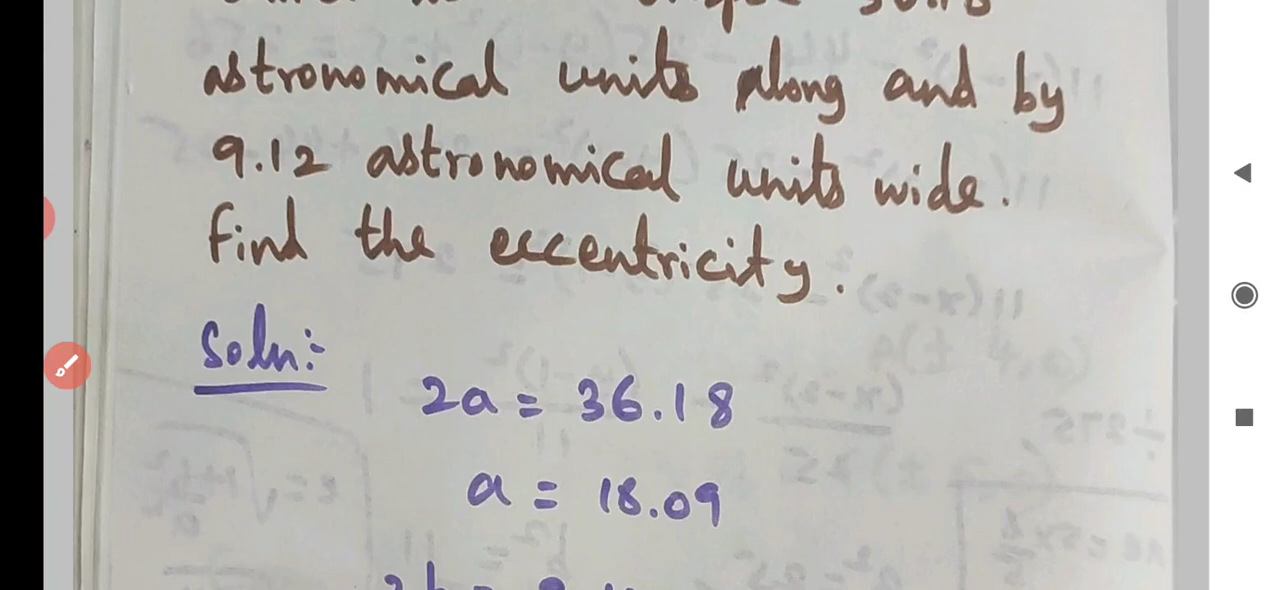 astronomical units along and by
9.12 astronomical units wide.
find the eccentricity.
Soln:-
2a = 36.18
a = 18.09